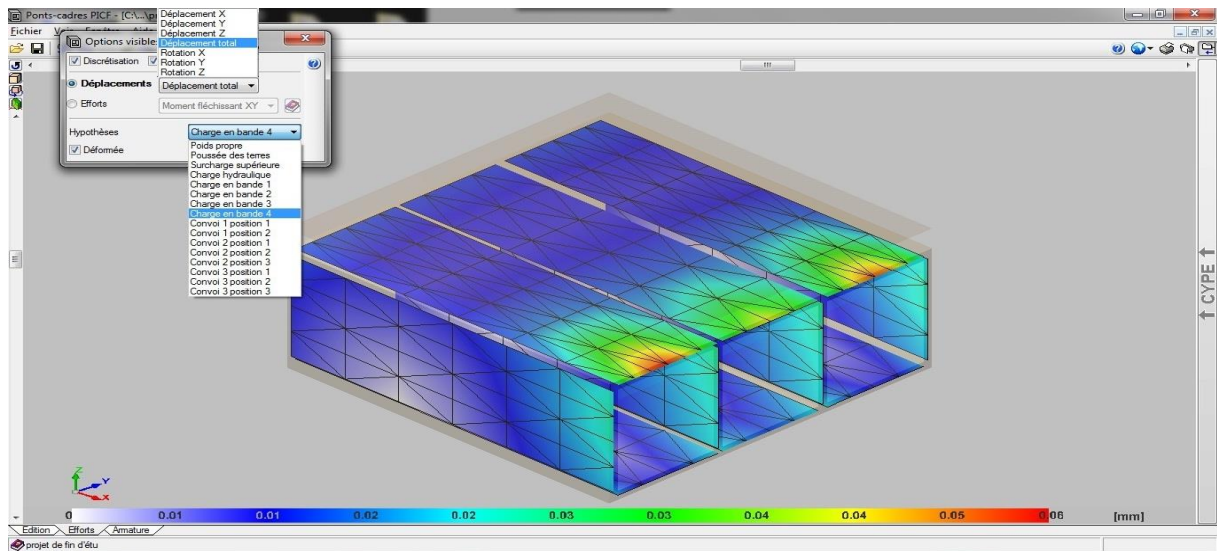 Ponts-cadres PICF - [C:\...\p
Fichier
Options visible
Discrétisation
Déplacements
Déplacement total
Efforts
Moment fléchissant XY
Hypothèses
Charge en bande 4
Déformée
Déplacement X
Déplacement Y
Déplacement Z
Déplacement total
Rotation X
Rotation Y
Rotation Z
Poids propre
Poussée des terres
Surcharge supérieure
Charge hydraulique
Charge en bande 1
Charge en bande 2
Charge en bande 3
Charge en bande 4
Convoi 1 position 1
Convoi 1 position 2
Convoi 2 position 1
Convoi 2 position 2
Convoi 2 position 3
Convoi 3 position 1
Convoi 3 position 2
Convoi 3 position 3
CYPE
Z
Y
X
0 0.01 0.01 0.02 0.02 0.03 0.03 0.04 0.04 0.05 0.06 [mm]
Edition Efforts Armature
projet de fin d'étu